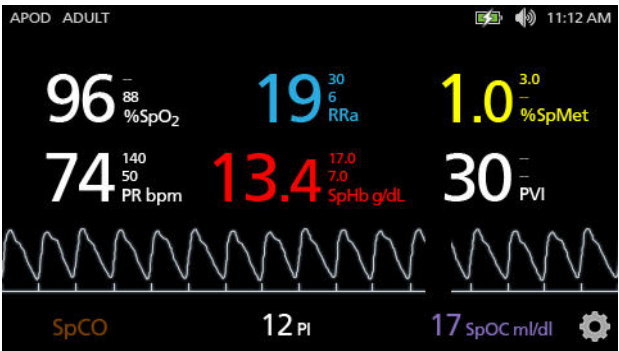 APOD ADULT 11:12 AM
96 – 88 %SpO2
19 30 6 RRa
1.0 3.0 – %SpMet
74 140 50 PR bpm
13.4 17.0 7.0 SpHb g/dL
30 – – PVI
SpCO 12 PI 17 SpOC ml/dl